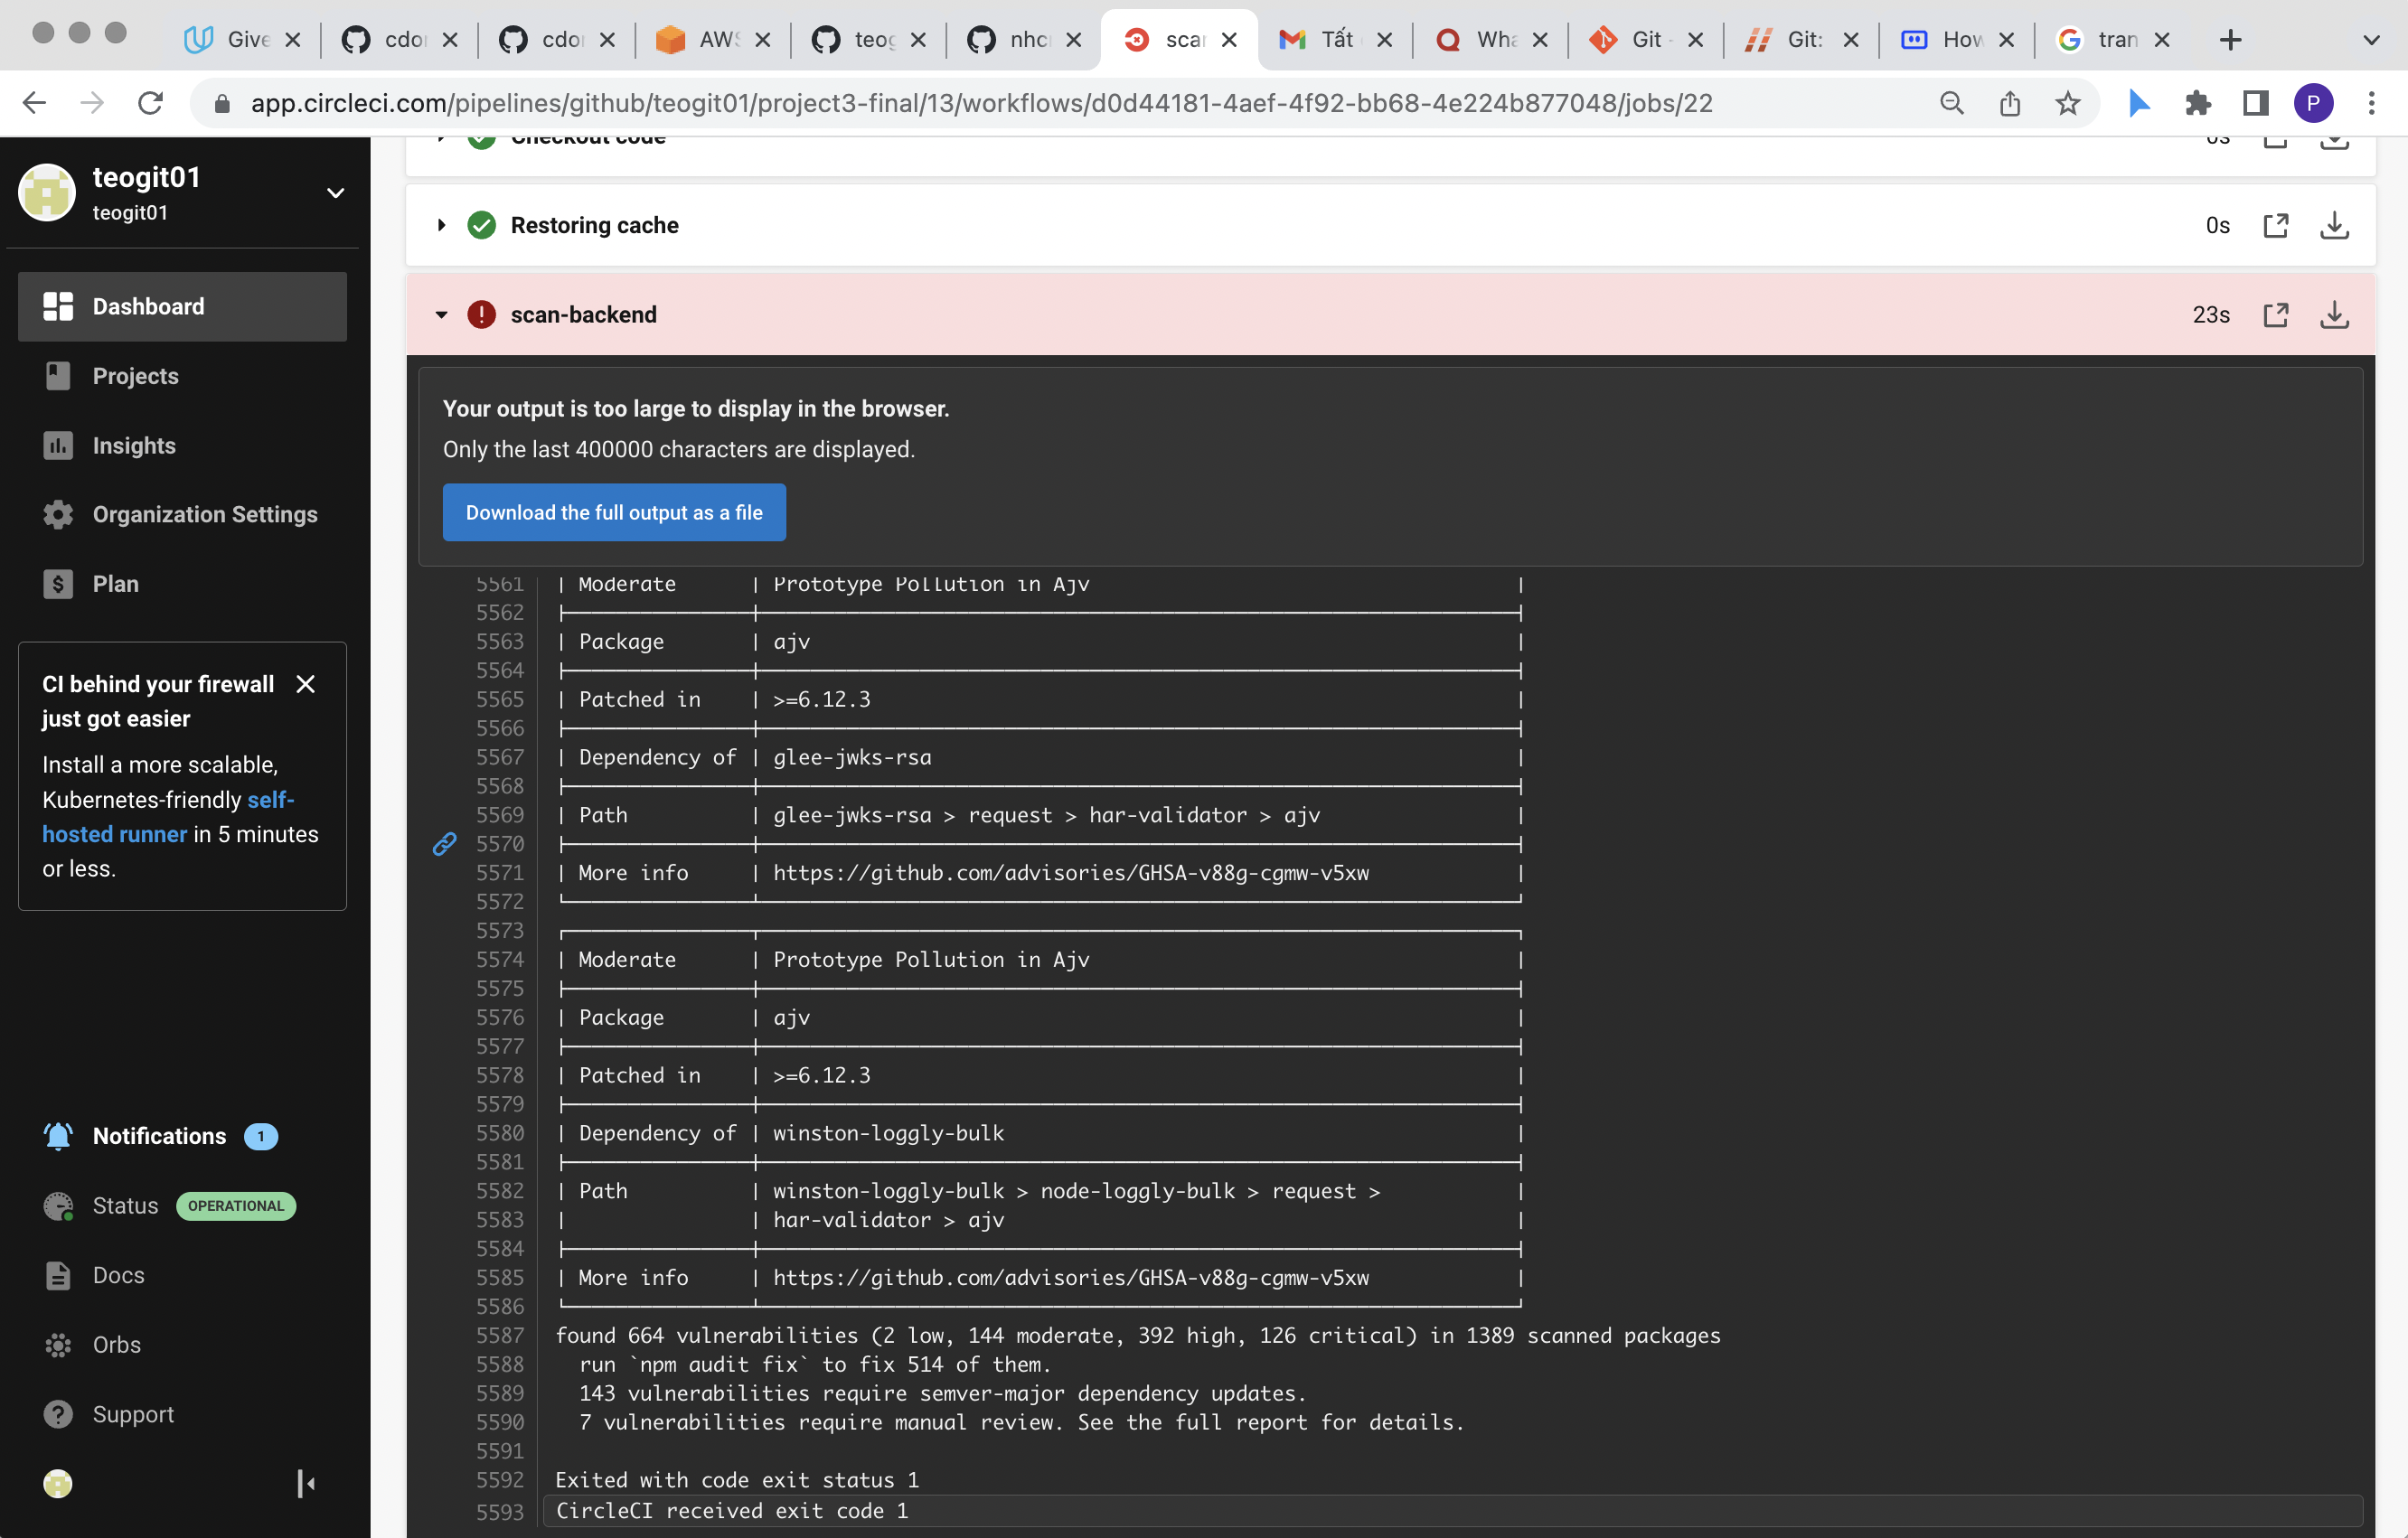 Give
cdor
cdor
AWS
teog
nhcr
scar
Tất
Wha
Git -
Git:
How
tran
app.circleci.com/pipelines/github/teogit01/project3-final/13/workflows/d0d44181-4aef-4f92-bb68-4e224b877048/jobs/22
P
teogit01
teogit01
Dashboard
Projects
Insights
Organization Settings
Plan
CI behind your firewall
just got easier
Install a more scalable,
Kubernetes-friendly self-
hosted runner in 5 minutes
or less.
Notifications 1
Status OPERATIONAL
Docs
Orbs
Support
Checkout code 0s
Restoring cache 0s
scan-backend 23s
Your output is too large to display in the browser.
Only the last 400000 characters are displayed.
Download the full output as a file
5561 | Moderate | Prototype Pollution in Ajv |
5562
5563 | Package | ajv |
5564
5565 | Patched in | >=6.12.3 |
5566
5567 | Dependency of | glee-jwks-rsa |
5568
5569 | Path | glee-jwks-rsa > request > har-validator > ajv |
5570
5571 | More info | https://github.com/advisories/GHSA-v88g-cgmw-v5xw |
5572
5573
5574 | Moderate | Prototype Pollution in Ajv |
5575
5576 | Package | ajv |
5577
5578 | Patched in | >=6.12.3 |
5579
5580 | Dependency of | winston-loggly-bulk |
5581
5582 | Path | winston-loggly-bulk > node-loggly-bulk > request > |
5583 | | har-validator > ajv |
5584
5585 | More info | https://github.com/advisories/GHSA-v88g-cgmw-v5xw |
5586
5587 found 664 vulnerabilities (2 low, 144 moderate, 392 high, 126 critical) in 1389 scanned packages
5588 run `npm audit fix` to fix 514 of them.
5589 143 vulnerabilities require semver-major dependency updates.
5590 7 vulnerabilities require manual review. See the full report for details.
5591
5592 Exited with code exit status 1
5593 CircleCI received exit code 1